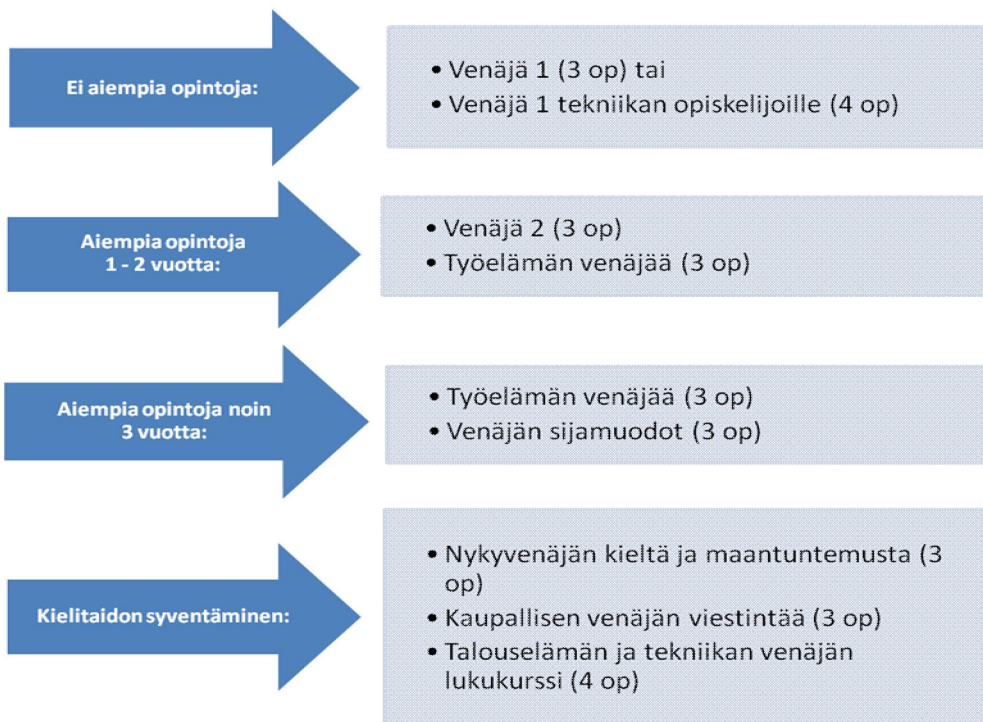 Ei aiempia opintoja:
• Venäjä 1 (3 op) tai
• Venäjä 1 tekniikan opiskelijoille (4 op)
Aiempia opintoja
1 - 2 vuotta:
• Venäjä 2 (3 op)
• Työelämän venäjää (3 op)
Aiempia opintoja noin
3 vuotta:
• Työelämän venäjää (3 op)
• Venäjän sijamuodot (3 op)
Kielitaidon syventäminen:
• Nykyvenäjän kieltä ja maantuntemusta (3
op)
• Kaupallisen venäjän viestintää (3 op)
• Talouselämän ja tekniikan venäjän
lukukurssi (4 op)